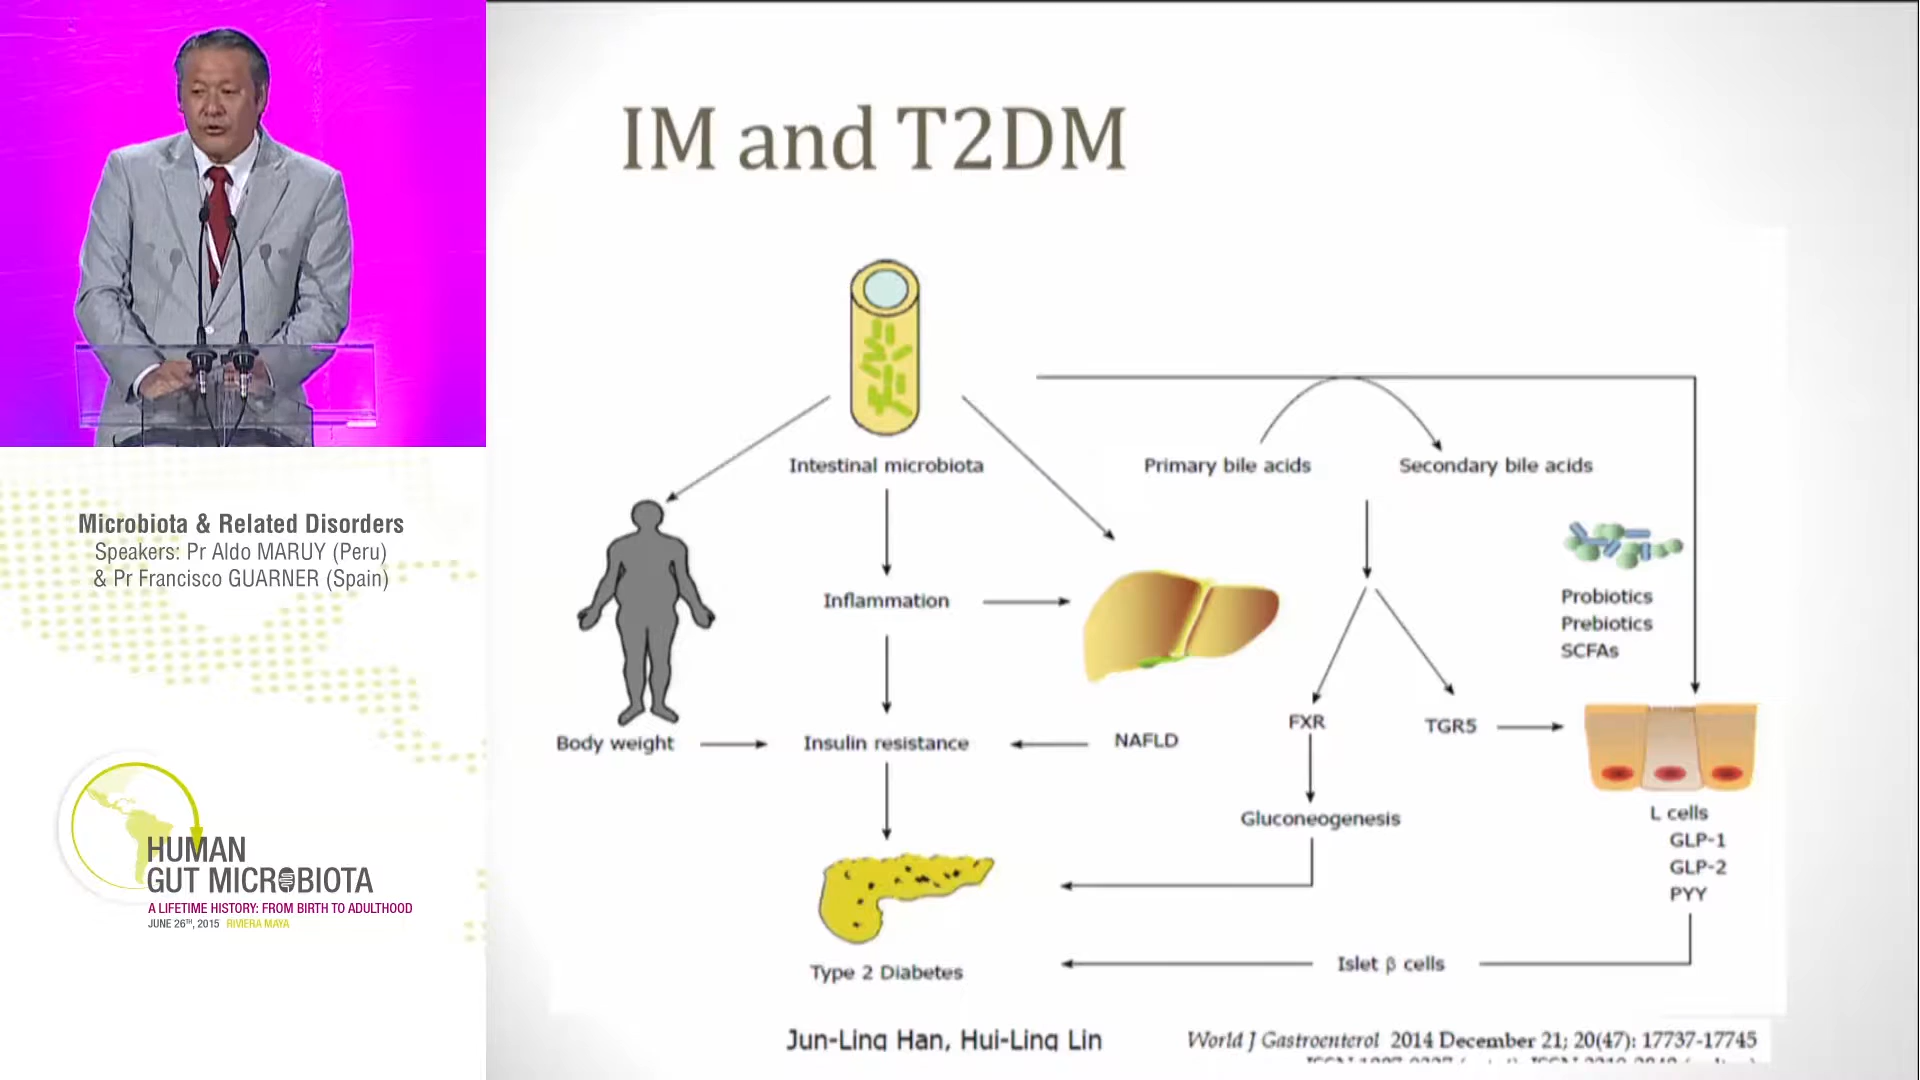 IM and T2DM
Intestinal microbiota
Primary bile acids
Secondary bile acids
Inflammation
Probiotics
Prebiotics
SCFAs
Body weight
Insulin resistance
NAFLD
FXR
TGR5
Gluconeogenesis
L cells
GLP-1
GLP-2
PYY
Type 2 Diabetes
Islet β cells
Jun-Ling Han, Hui-Ling Lin
World J Gastroenterol 2014 December 21; 20(47): 17737-17745
Microbiota & Related Disorders
Speakers: Pr Aldo MARUY (Peru)
& Pr Francisco GUARNER (Spain)
HUMAN
GUT MICROBIOTA
A LIFETIME HISTORY: FROM BIRTH TO ADULTHOOD
JUNE 26TH, 2015 RIVIERA MAYA